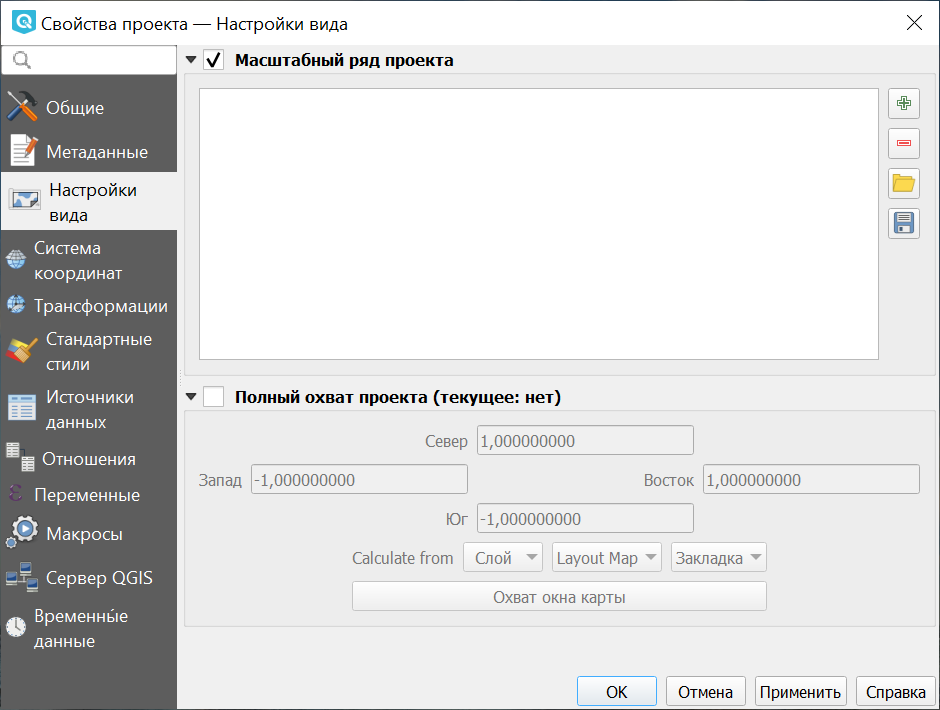 Свойства проекта — Настройки вида
Общие
Метаданные
Настройки
вида
Система
координат
Трансформации
Стандартные
стили
Источники
данных
Отношения
Переменные
Макросы
Сервер QGIS
Временны́е
данные
Масштабный ряд проекта
Полный охват проекта (текущее: нет)
Север 1,000000000
Запад -1,000000000 Восток 1,000000000
Юг -1,000000000
Calculate from Слой Layout Map Закладка
Охват окна карты
OK Отмена Применить Справка